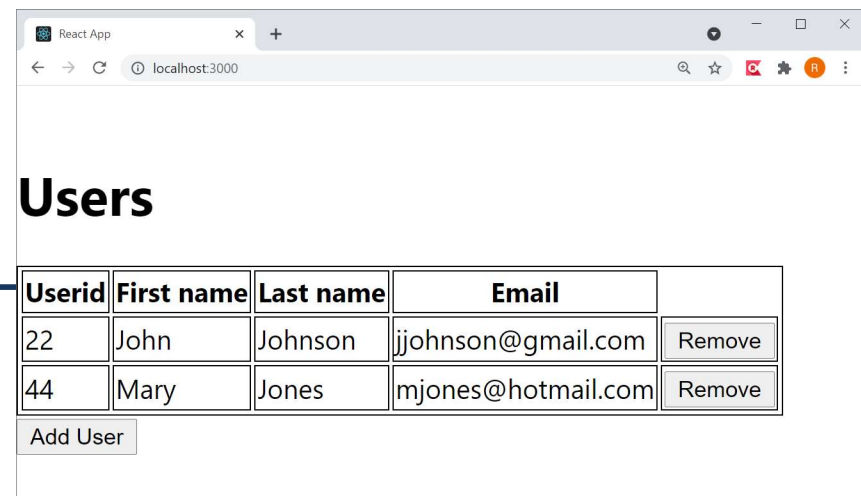 React App
localhost:3000
R
Users
Userid First name Last name Email
22 John Johnson jjohnson@gmail.com Remove
44 Mary Jones mjones@hotmail.com Remove
Add User